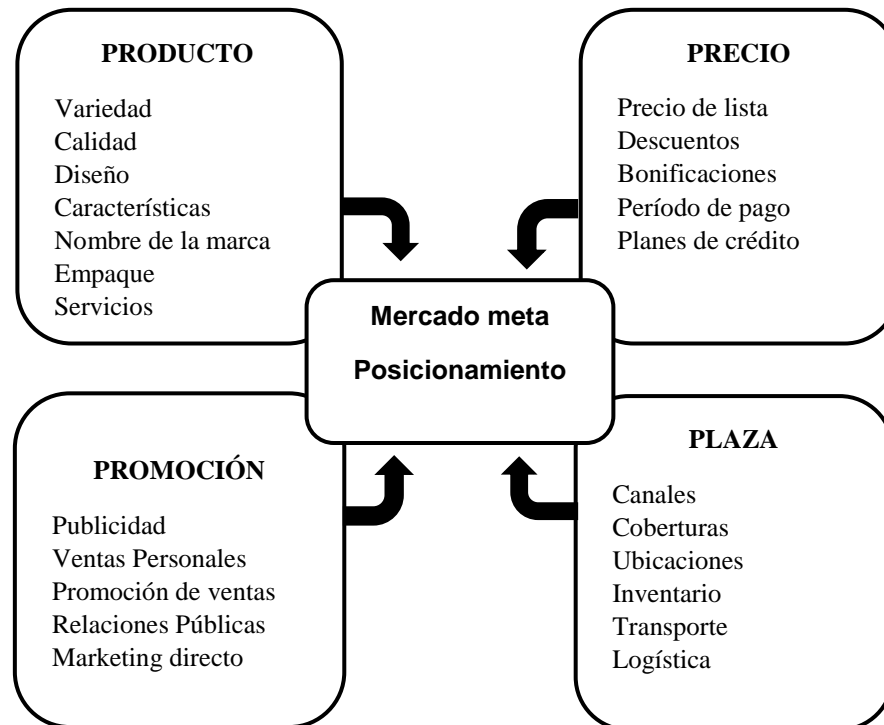 PRODUCTO
Variedad
Calidad
Diseño
Características
Nombre de la marca
Empaque
Servicios
PRECIO
Precio de lista
Descuentos
Bonificaciones
Período de pago
Planes de crédito
Mercado meta
Posicionamiento
PROMOCIÓN
Publicidad
Ventas Personales
Promoción de ventas
Relaciones Públicas
Marketing directo
PLAZA
Canales
Coberturas
Ubicaciones
Inventario
Transporte
Logística